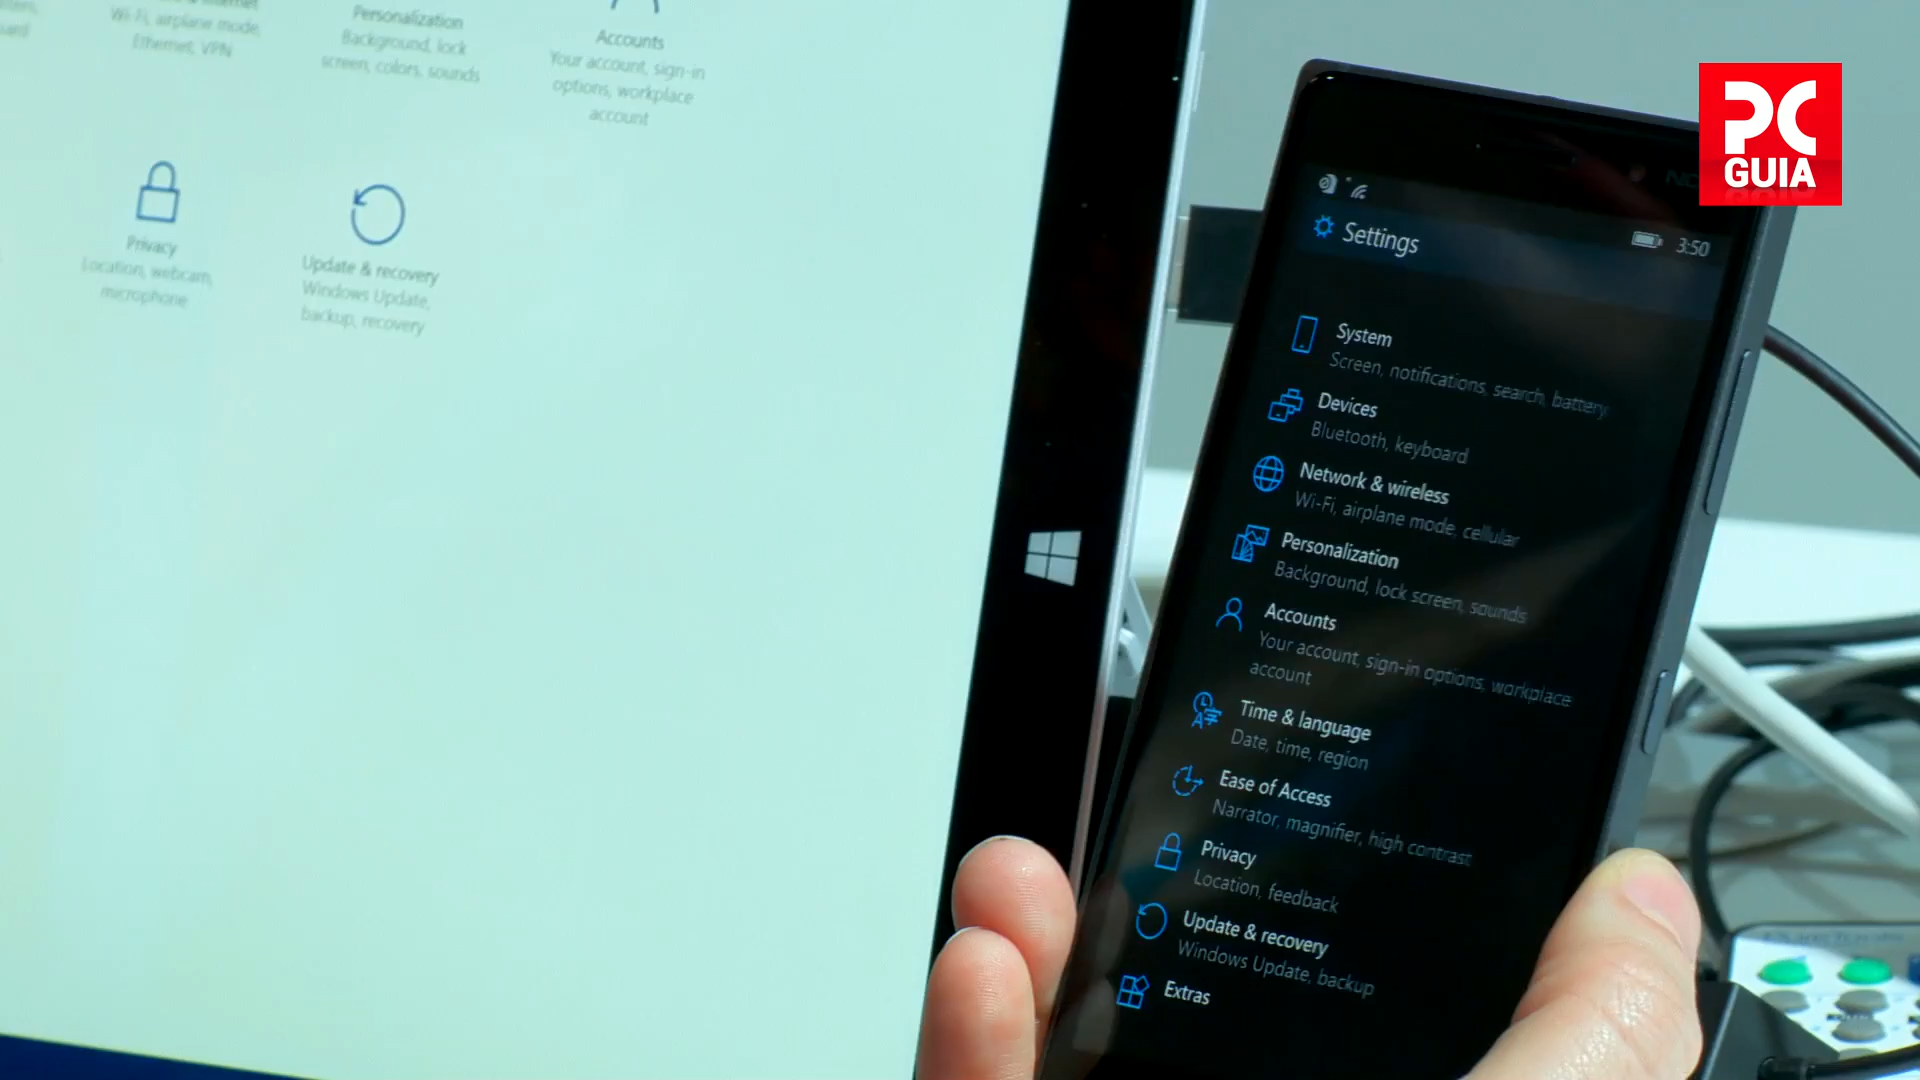 Wi-Fi, airplane mode,
Ethernet, VPN
Personalization
Background, lock
screen, colors, sounds
Accounts
Your account, sign-in
options, workplace
account
Privacy
Location, webcam,
microphone
Update & recovery
Windows Update,
backup, recovery
PC
GUIA
3:50
Settings
System
Screen, notifications, search, battery
Devices
Bluetooth, keyboard
Network & wireless
Wi-Fi, airplane mode, cellular
Personalization
Background, lock screen, sounds
Accounts
Your account, sign-in options, workplace
account
Time & language
Date, time, region
Ease of Access
Narrator, magnifier, high contrast
Privacy
Location, feedback
Update & recovery
Windows Update, backup
Extras